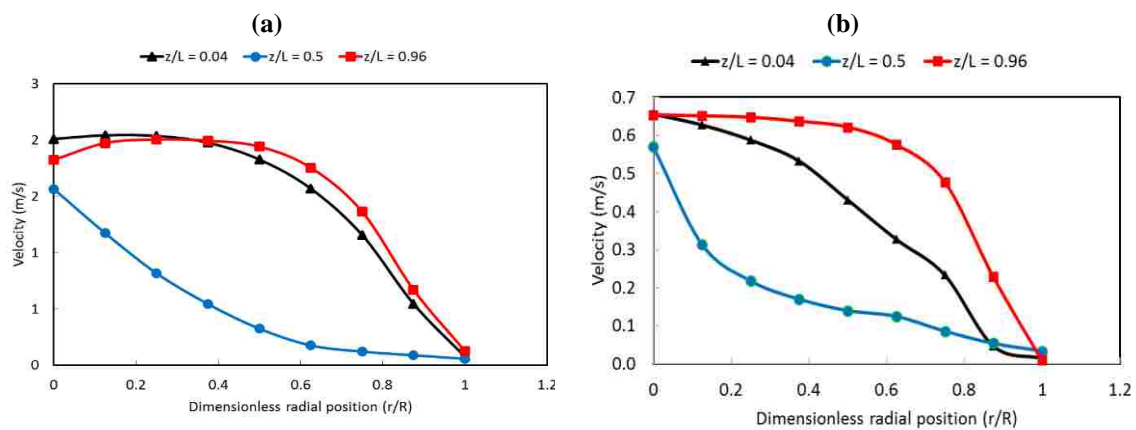 (a)
z/L = 0.04 z/L = 0.5 z/L = 0.96
3
2
2
1
1
0
Velocity (m/s)
0 0.2 0.4 0.6 0.8 1 1.2
Dimensionless radial position (r/R)
(b)
z/L = 0.04 z/L = 0.5 z/L = 0.96
0.7
0.6
0.5
0.4
0.3
0.2
0.1
0.0
Velocity (m/s)
0 0.2 0.4 0.6 0.8 1 1.2
Dimensionless radial position (r/R)